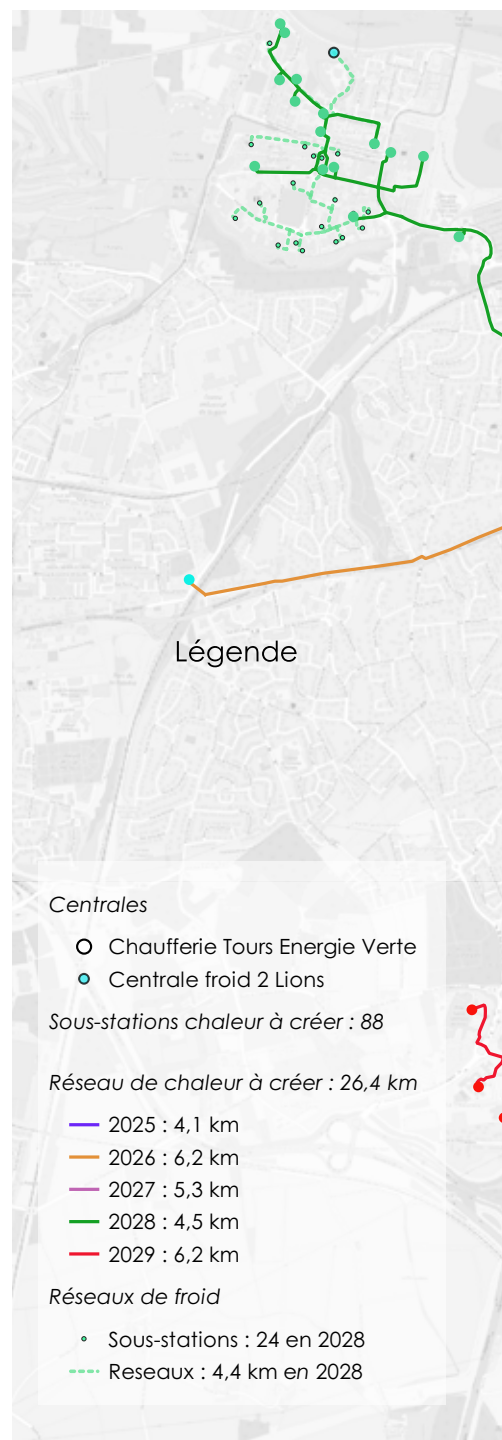 Légende
Centrales
Chaufferie Tours Energie Verte
Centrale froid 2 Lions
Sous-stations chaleur à créer : 88
Réseau de chaleur à créer : 26,4 km
2025 : 4,1 km
2026 : 6,2 km
2027 : 5,3 km
2028 : 4,5 km
2029 : 6,2 km
Réseaux de froid
Sous-stations : 24 en 2028
Reseaux : 4,4 km en 2028